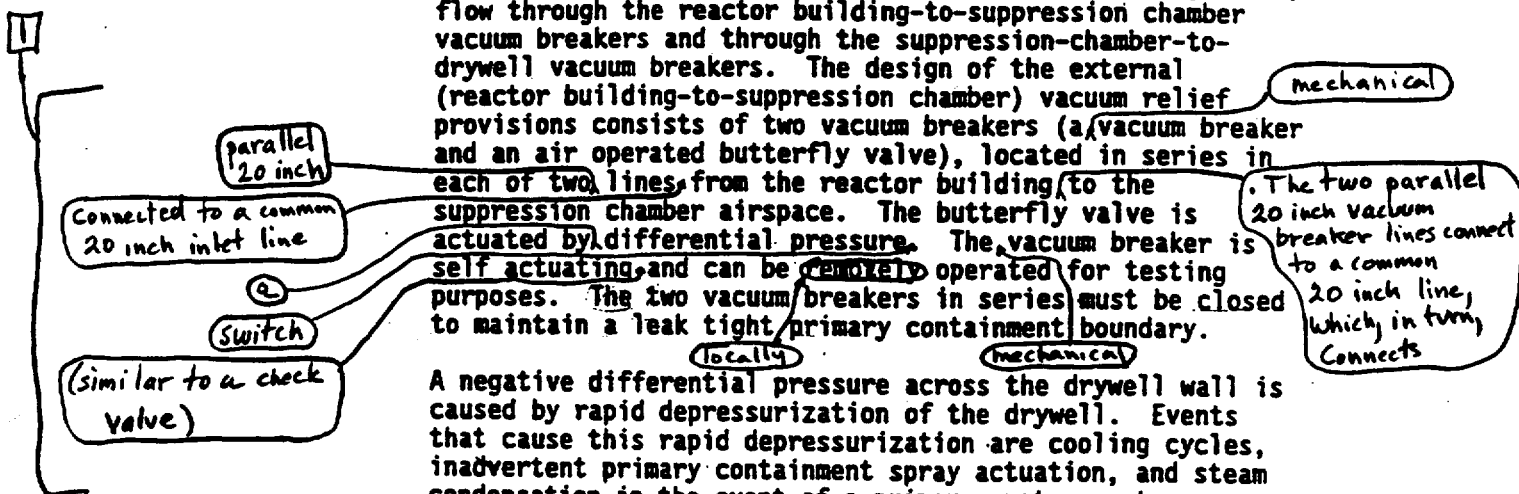 1
flow through the reactor building-to-suppression chamber
vacuum breakers and through the suppression-chamber-to-
drywell vacuum breakers. The design of the external
(reactor building-to-suppression chamber) vacuum relief
mechanical
provisions consists of two vacuum breakers (a vacuum breaker
and an air operated butterfly valve), located in series in
parallel
20 inch
each of two lines from the reactor building to the
. The two parallel
20 inch vacuum
breaker lines connect
to a common
20 inch line,
which, in turn,
Connects
Connected to a common
20 inch inlet line
suppression chamber airspace. The butterfly valve is
actuated by differential pressure. The vacuum breaker is
a
switch
self actuating and can be remotely operated for testing
purposes. The two vacuum breakers in series must be closed
to maintain a leak tight primary containment boundary.
locally
mechanical
(similar to a check
valve)
A negative differential pressure across the drywell wall is
caused by rapid depressurization of the drywell. Events
that cause this rapid depressurization are cooling cycles,
inadvertent primary containment spray actuation, and steam